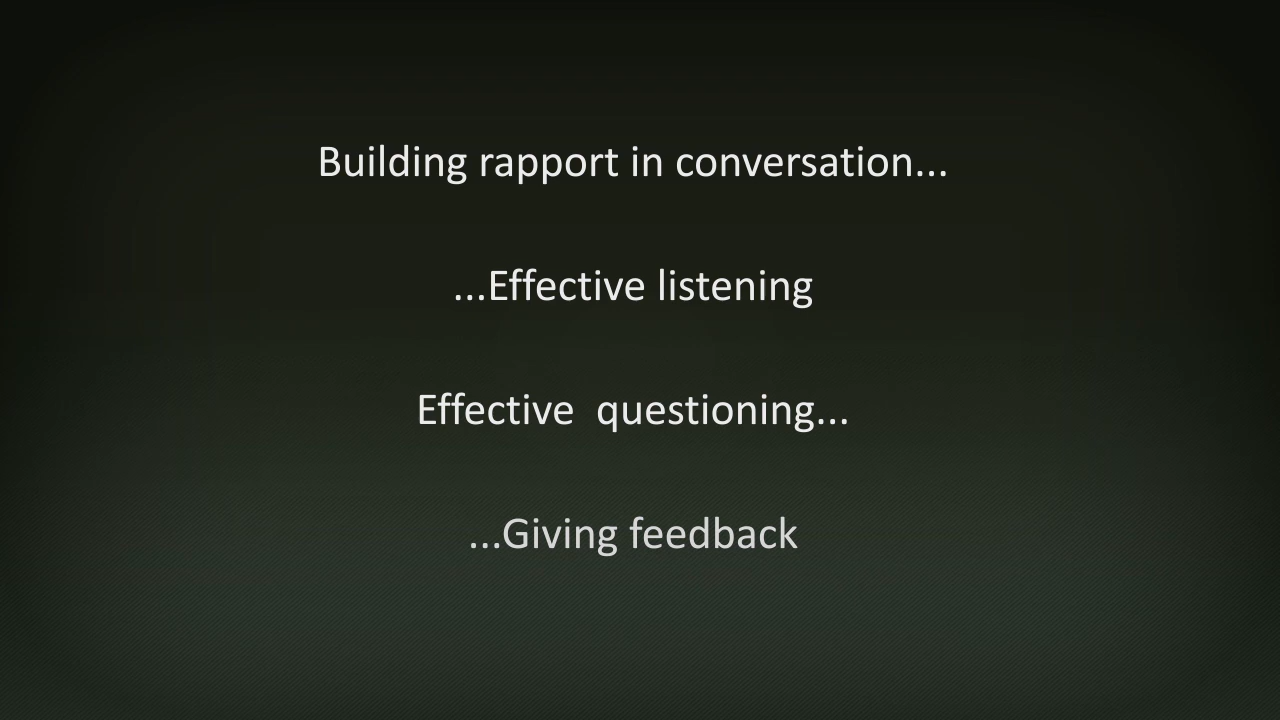 Building rapport in conversation...
...Effective listening
Effective  questioning...
...Giving feedback